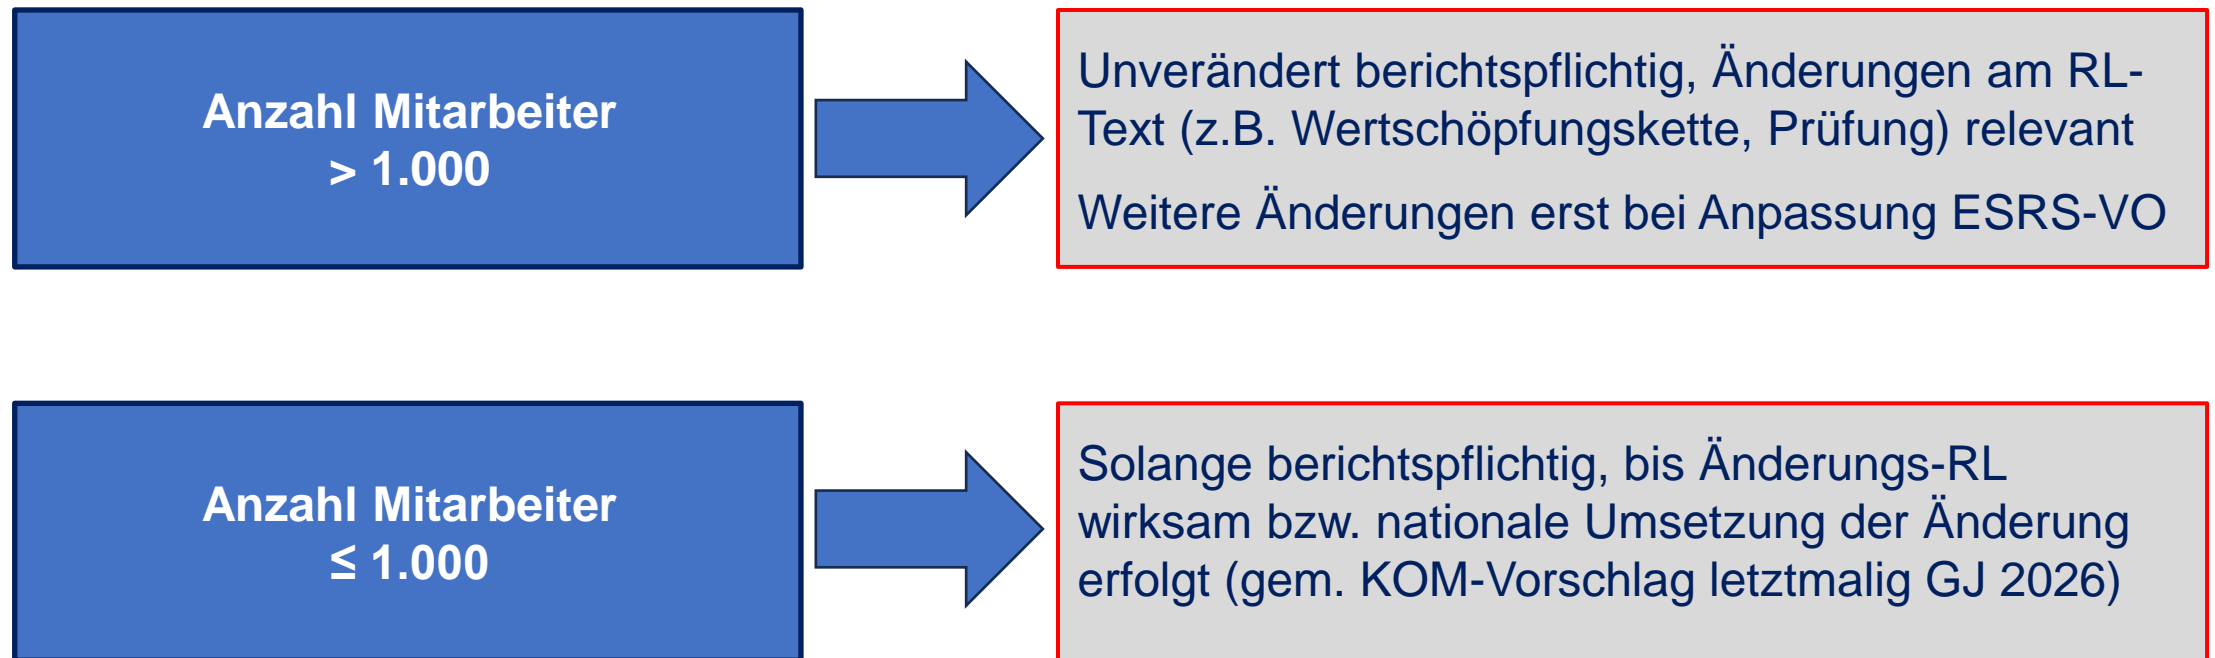 Anzahl Mitarbeiter
> 1.000
Unverändert berichtspflichtig, Änderungen am RL-
Text (z.B. Wertschöpfungskette, Prüfung) relevant
Weitere Änderungen erst bei Anpassung ESRS-VO
Anzahl Mitarbeiter
≤ 1.000
Solange berichtspflichtig, bis Änderungs-RL
wirksam bzw. nationale Umsetzung der Änderung
erfolgt (gem. KOM-Vorschlag letztmalig GJ 2026)